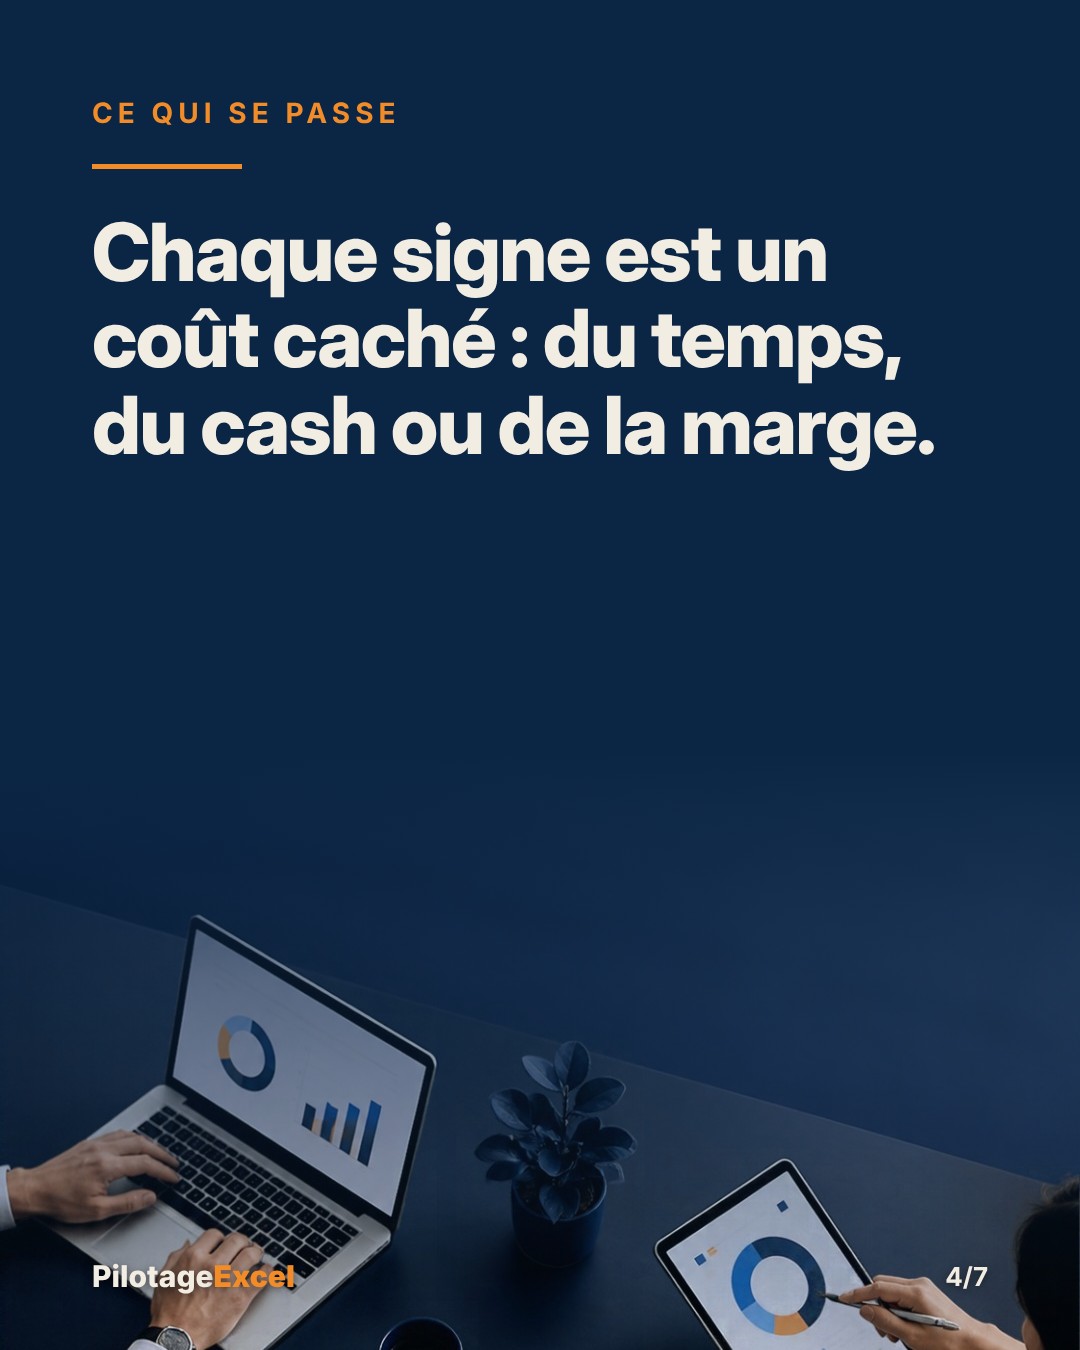 CE QUI SE PASSE
Chaque signe est un
coût caché : du temps,
du cash ou de la marge.
PilotageExcel
4/7